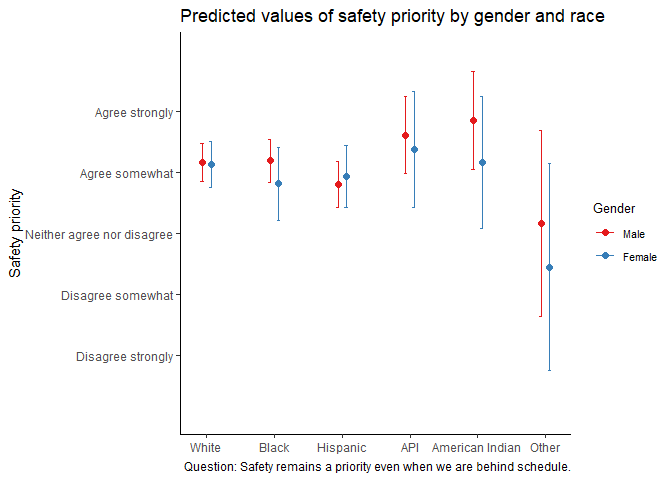 Predicted values of safety priority by gender and race
Safety priority
Agree strongly
Agree somewhat
Neither agree nor disagree
Disagree somewhat
Disagree strongly
Gender
Male
Female
White Black Hispanic API American Indian Other
Question: Safety remains a priority even when we are behind schedule.